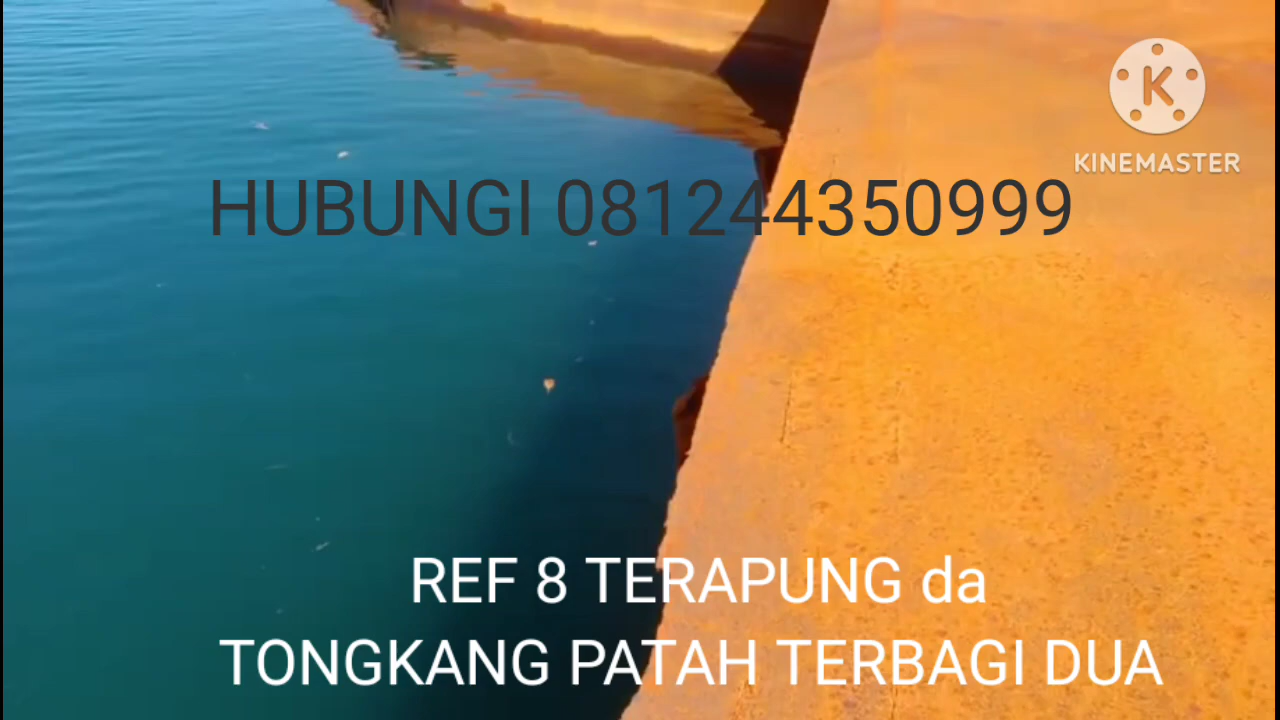 K
KINEMASTER
HUBUNGI 081244350999
REF 8 TERAPUNG da
TONGKANG PATAH TERBAGI DUA